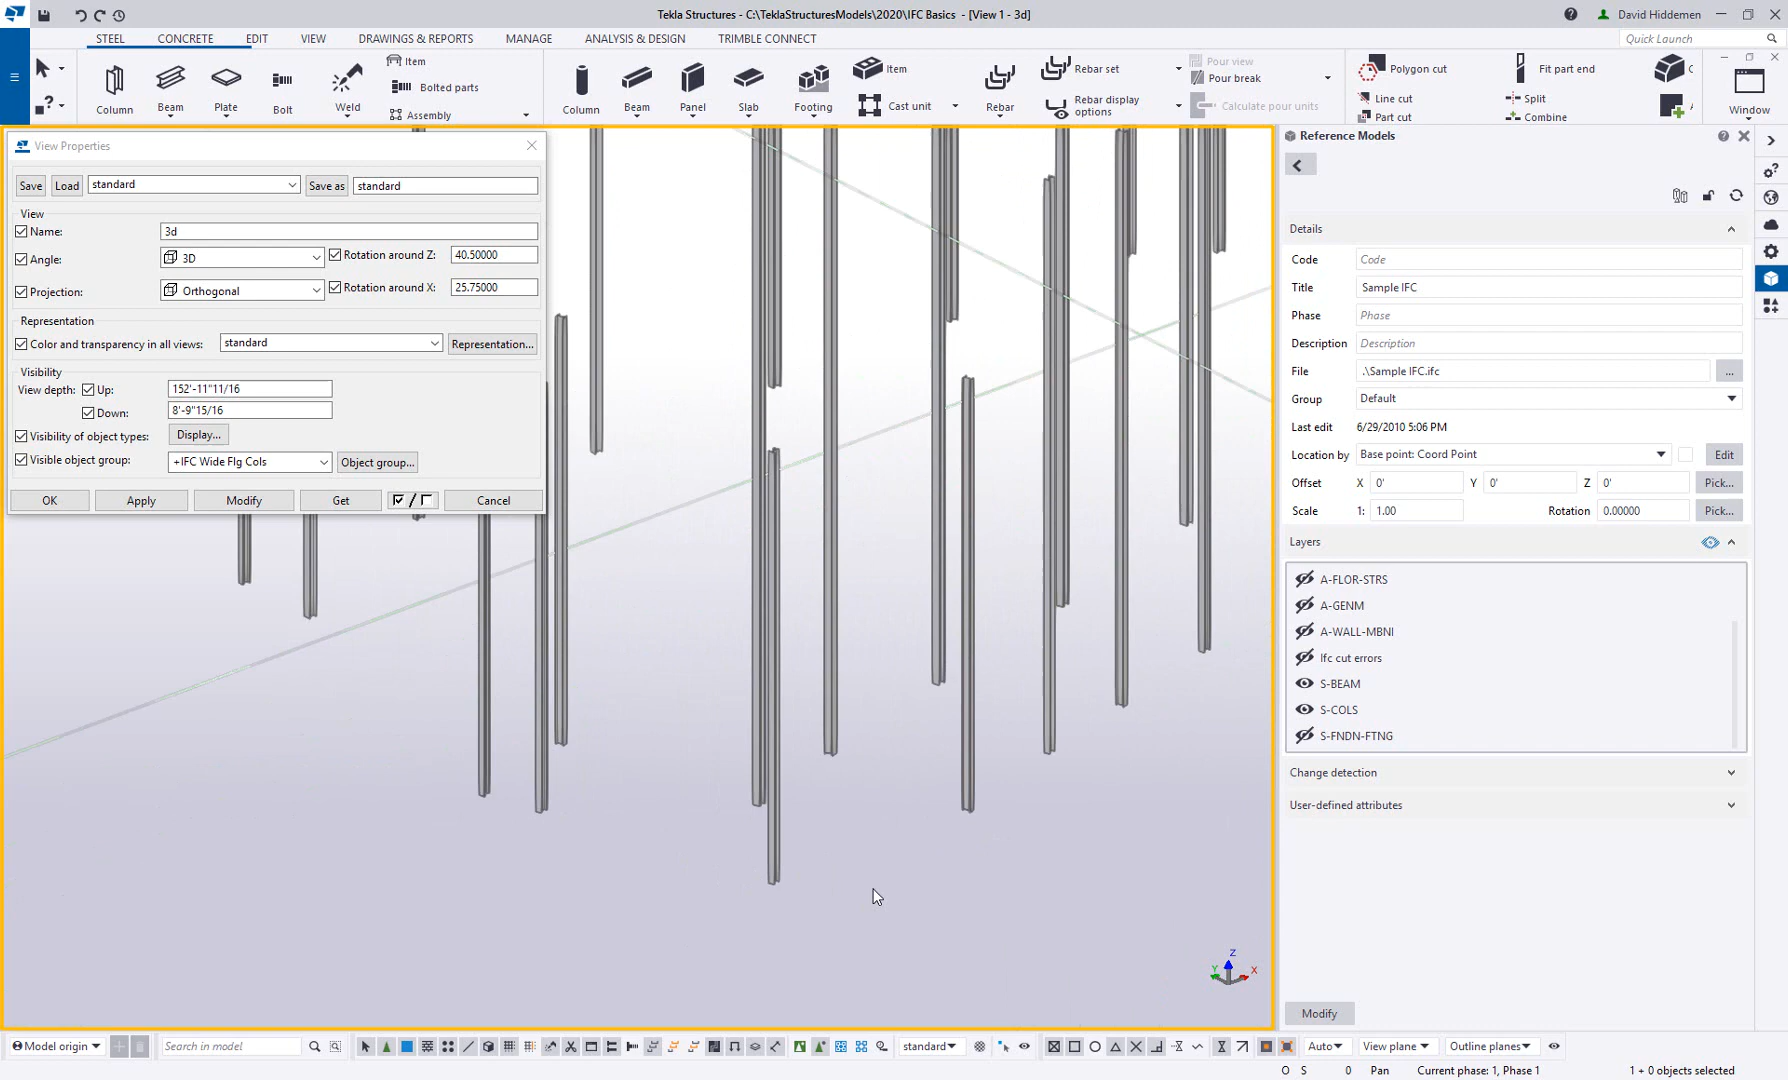 Tekla Structures - C:\TeklaStructuresModels\2020\IFC Basics - [View 1 - 3d]
David Hiddemen
STEEL CONCRETE EDIT VIEW DRAWINGS & REPORTS MANAGE ANALYSIS & DESIGN TRIMBLE CONNECT
Quick Launch
Column Beam Plate Bolt Weld
Item
Bolted parts
Assembly
Column Beam Panel Slab Footing
Item
Cast unit
Rebar
Rebar set
Rebar display options
Pour view
Pour break
Calculate pour units
Polygon cut
Line cut
Part cut
Fit part end
Split
Combine
Window
View Properties
Save Load standard Save as standard
View
Name: 3d
Angle: 3D Rotation around Z: 40.50000
Projection: Orthogonal Rotation around X: 25.75000
Representation
Color and transparency in all views: standard Representation...
Visibility
View depth: Up: 152'-11"11/16
Down: 8'-9"15/16
Visibility of object types: Display...
Visible object group: +IFC Wide Flg Cols Object group...
OK Apply Modify Get / Cancel
Z
Y
X
Reference Models
Details
Code Code
Title Sample IFC
Phase Phase
Description Description
File .\Sample IFC.ifc ...
Group Default
Last edit 6/29/2010 5:06 PM
Location by Base point: Coord Point Edit
Offset X 0' Y 0' Z 0' Pick...
Scale 1: 1.00 Rotation 0.00000 Pick...
Layers
A-FLOR-STRS
A-GENM
A-WALL-MBNI
Ifc cut errors
S-BEAM
S-COLS
S-FNDN-FTNG
Change detection
User-defined attributes
Modify
Model origin Search in model standard Auto View plane Outline planes
O S 0 Pan Current phase: 1, Phase 1 1 + 0 objects selected